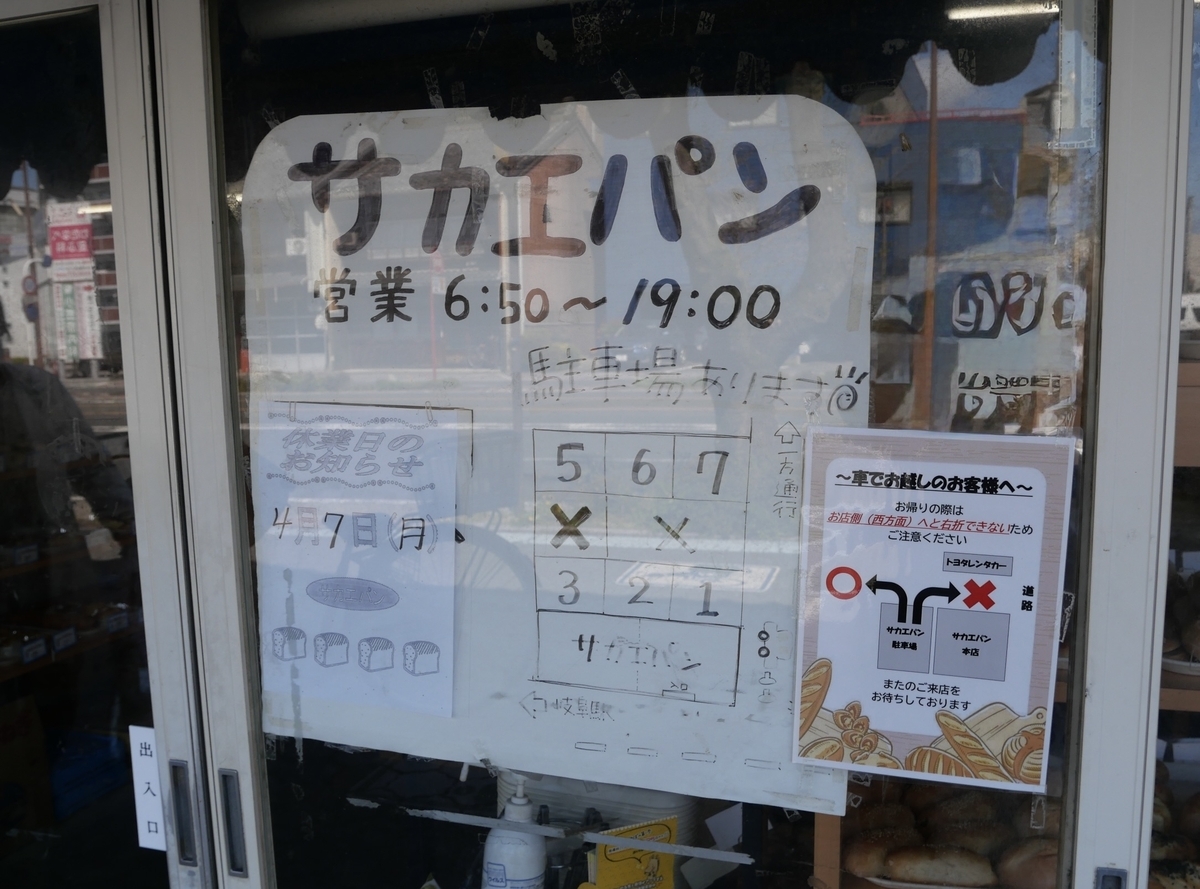 サカエパン
営業 6:50～19:00
駐車場あります
休業日の
お知らせ
4月7日(月)
5 6 7
× ×
3 2 1
サカエパン
一方通行
岐阜駅
～車でお越しのお客様へ～
お帰りの際は
お店側（西方面）へと右折できないため
ご注意ください
トヨタレンタカー
道路
サカエパン
駐車場
サカエパン
本店
またのご来店を
お待ちしております
出入口